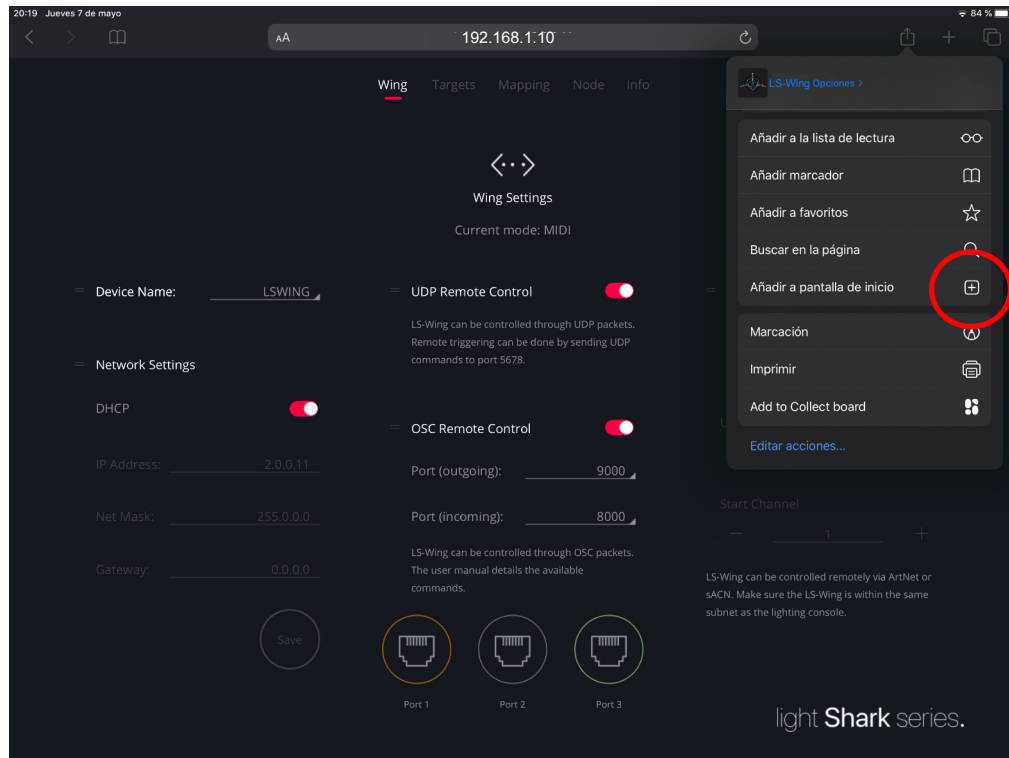 20:19 Jueves 7 de mayo
84 %
AA
192.168.1.10
Wing Targets Mapping Node Info
LS-Wing Opciones >
Añadir a la lista de lectura
Añadir marcador
Añadir a favoritos
Buscar en la página
Añadir a pantalla de inicio
Marcación
Imprimir
Add to Collect board
Editar acciones...
Wing Settings
Current mode: MIDI
Device Name: LSWING
Network Settings
DHCP
IP Address: 2.0.0.11
Net Mask: 255.0.0.0
Gateway: 0.0.0.0
Save
UDP Remote Control
LS-Wing can be controlled through UDP packets.
Remote triggering can be done by sending UDP
commands to port 5678.
OSC Remote Control
Port (outgoing): 9000
Port (incoming): 8000
LS-Wing can be controlled through OSC packets.
The user manual details the available
commands.
Port 1 Port 2 Port 3
Start Channel
1
LS-Wing can be controlled remotely via ArtNet or
sACN. Make sure the LS-Wing is within the same
subnet as the lighting console.
light Shark series.